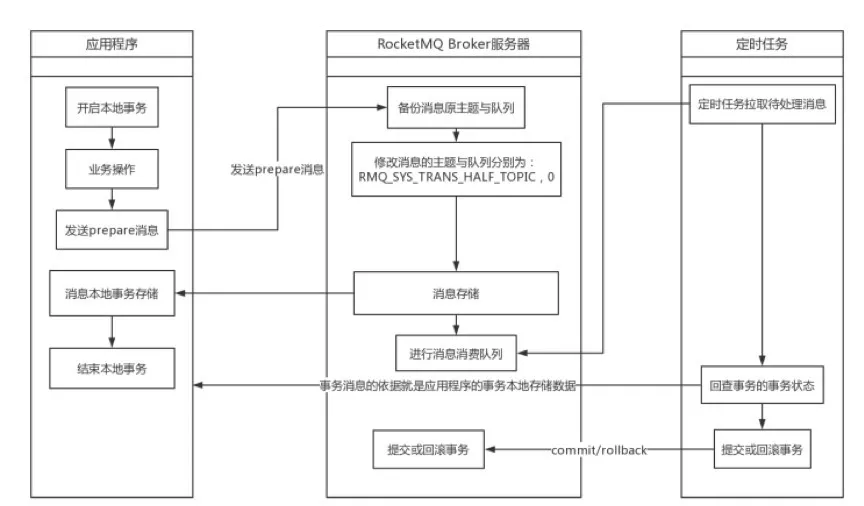 应用程序
RocketMQ Broker服务器
定时任务
开启本地事务
备份消息原主题与队列
定时任务拉取待处理消息
业务操作
发送prepare消息
修改消息的主题与队列分别为：
RMQ_SYS_TRANS_HALF_TOPIC，0
发送prepare消息
消息本地事务存储
消息存储
进行消息消费队列
结束本地事务
事务消息的依据就是应用程序的事务本地存储数据
回查事务的事务状态
提交或回滚事务
commit/rollback
提交或回滚事务